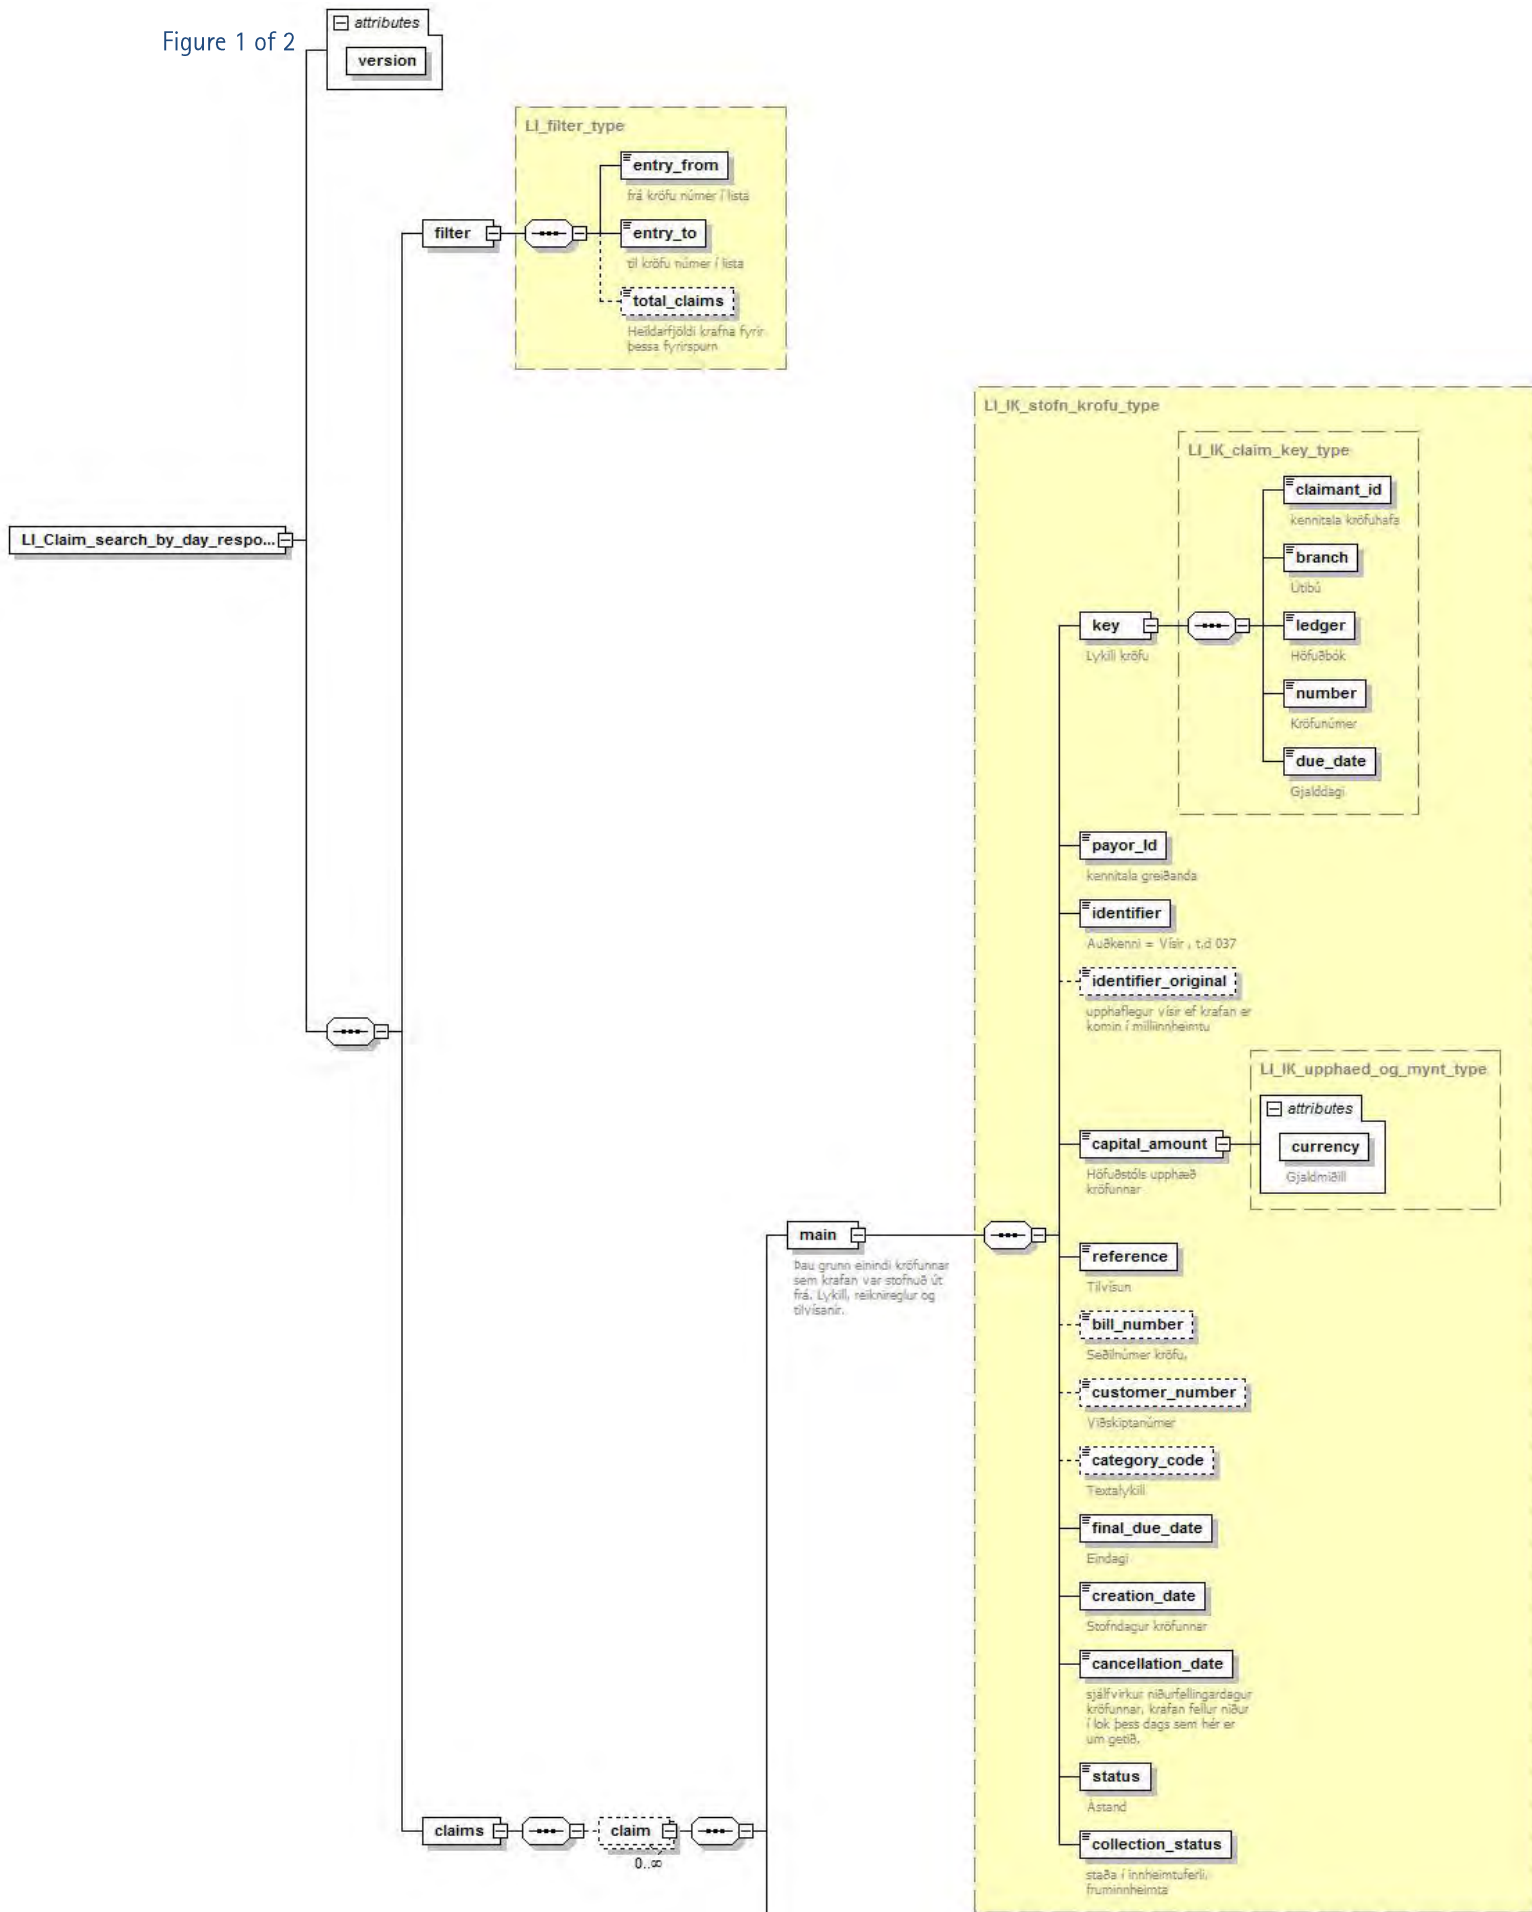 Figure 1 of 2
attributes
version
LI_filter_type
entry_from
frá kröfu númer í lista
filter
entry_to
til kröfu númer í lista
total_claims
Heildarfjöldi krafna fyrir
þessa fyrirspurn
LI_IK_stofn_krofu_type
LI_IK_claim_key_type
claimant_id
kennitala kröfuhafa
LI_Claim_search_by_day_respo...
branch
Útibú
key
Lykill kröfu
ledger
Höfuðbók
number
Kröfunúmer
due_date
Gjalddagi
payor_Id
kennitala greiðanda
identifier
Auðkenni = Vísir , t.d 037
identifier_original
upphaflegur vísir ef krafan er
komin í milliinnheimtu
LI_IK_upphaed_og_mynt_type
attributes
capital_amount
Höfuðstóls upphæð
kröfunnar
currency
Gjaldmiðill
main
Þau grunn einindi kröfunnar
sem krafan var stofnuð út
frá. Lykill, reiknireglur og
tilvísanir.
reference
Tilvísun
bill_number
Seðilnúmer kröfu.
customer_number
Viðskiptanúmer
category_code
Textalykill
final_due_date
Eindagi
creation_date
Stofndagur kröfunnar
cancellation_date
sjálfvirkur niðurfellingardagur
kröfunnar, krafan fellur niður
í lok þess dags sem hér er
um getið.
status
Ástand
claims
claim
0..∞
collection_status
staða í innheimtuferli,
fruminnheimta